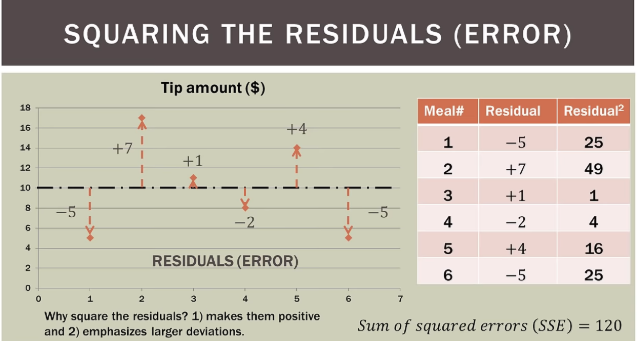 SQUARING THE RESIDUALS (ERROR)
Tip amount ($)
18
16
14
12
10
8
6
4
2
0
0 1 2 3 4 5 6 7
−5
+7
+1
−2
+4
−5
RESIDUALS (ERROR)
Why square the residuals? 1) makes them positive
and 2) emphasizes larger deviations.
Meal# Residual Residual²
1 −5 25
2 +7 49
3 +1 1
4 −2 4
5 +4 16
6 −5 25
Sum of squared errors (SSE) = 120